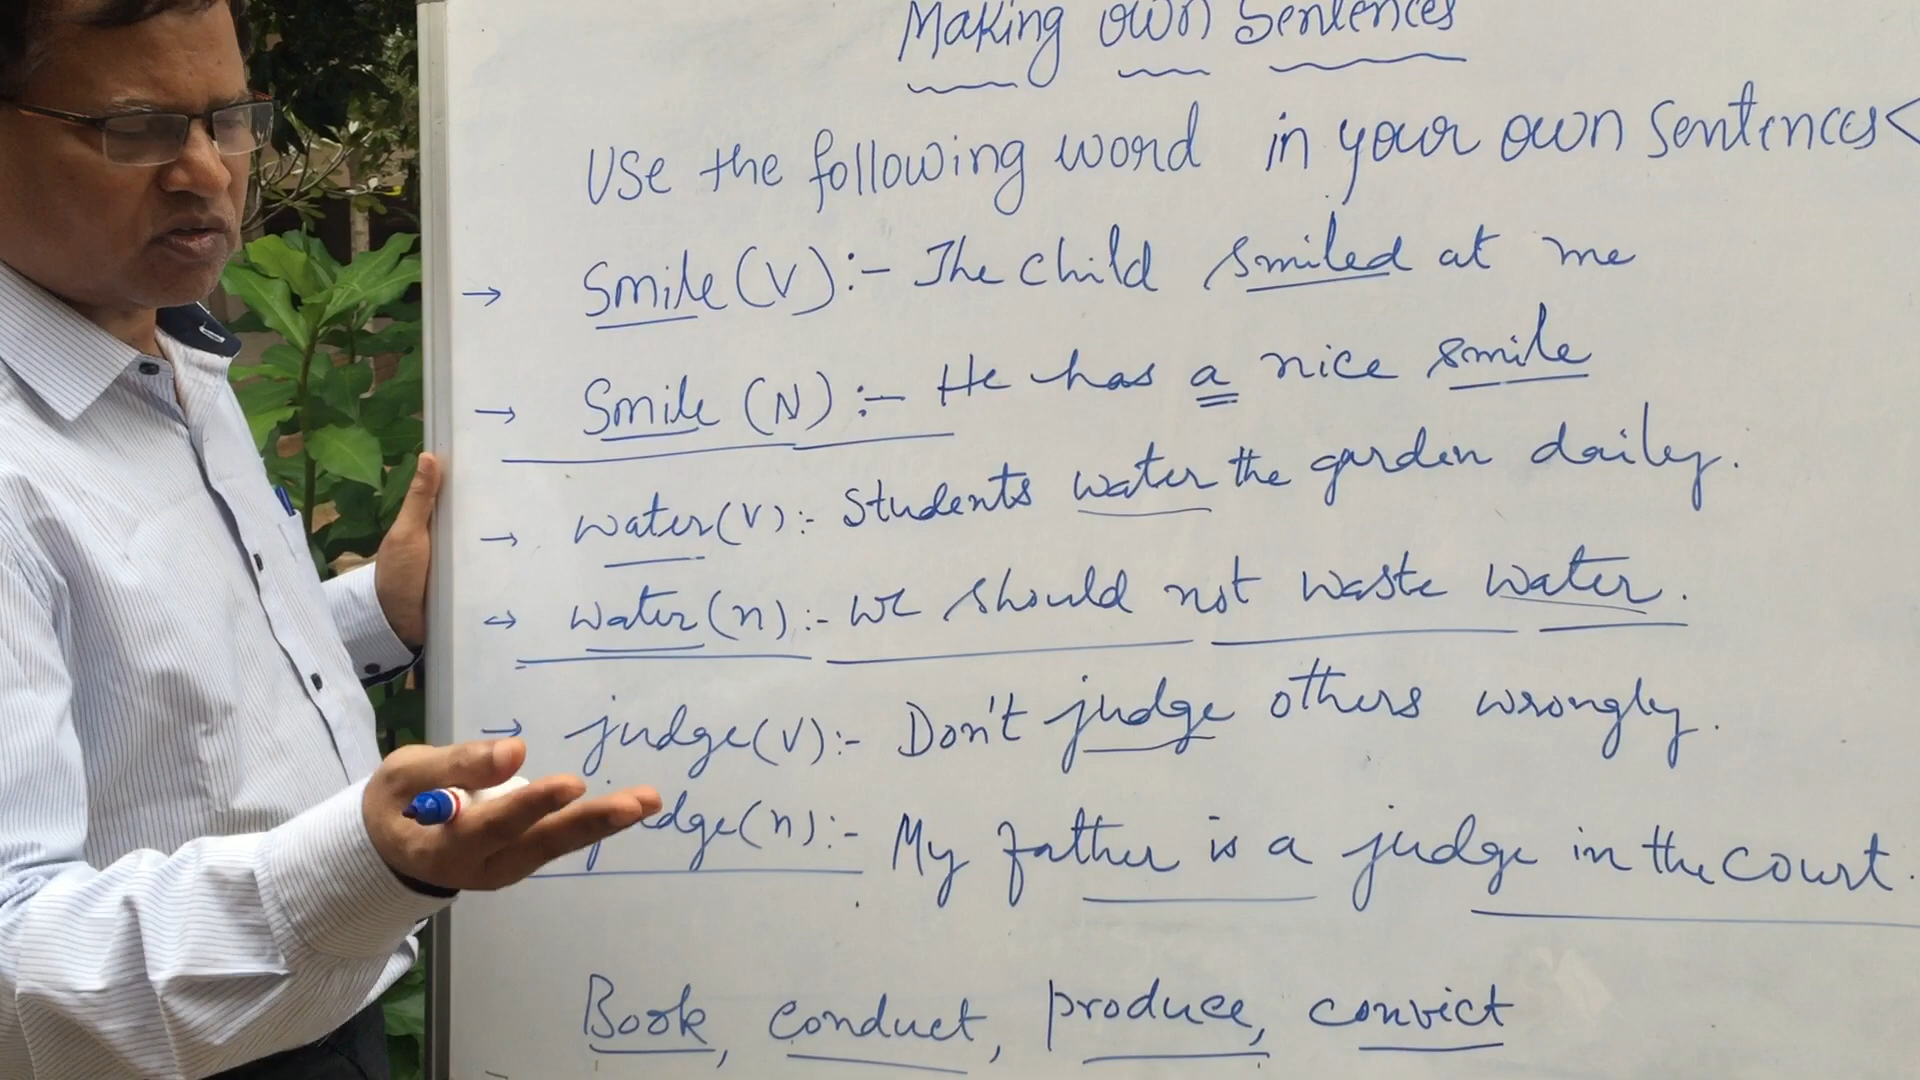 Making own Sentences
Use the following word in your own sentences
→ Smile (V) :- The child smiled at me
→ Smile (N) :- He has a nice smile
→ water (V) :- Students water the garden daily.
→ water (n) :- we should not waste water.
→ judge (V) :- Don't judge others wrongly.
judge (n) :- My father is a judge in the court.
Book, conduct, produce, convict